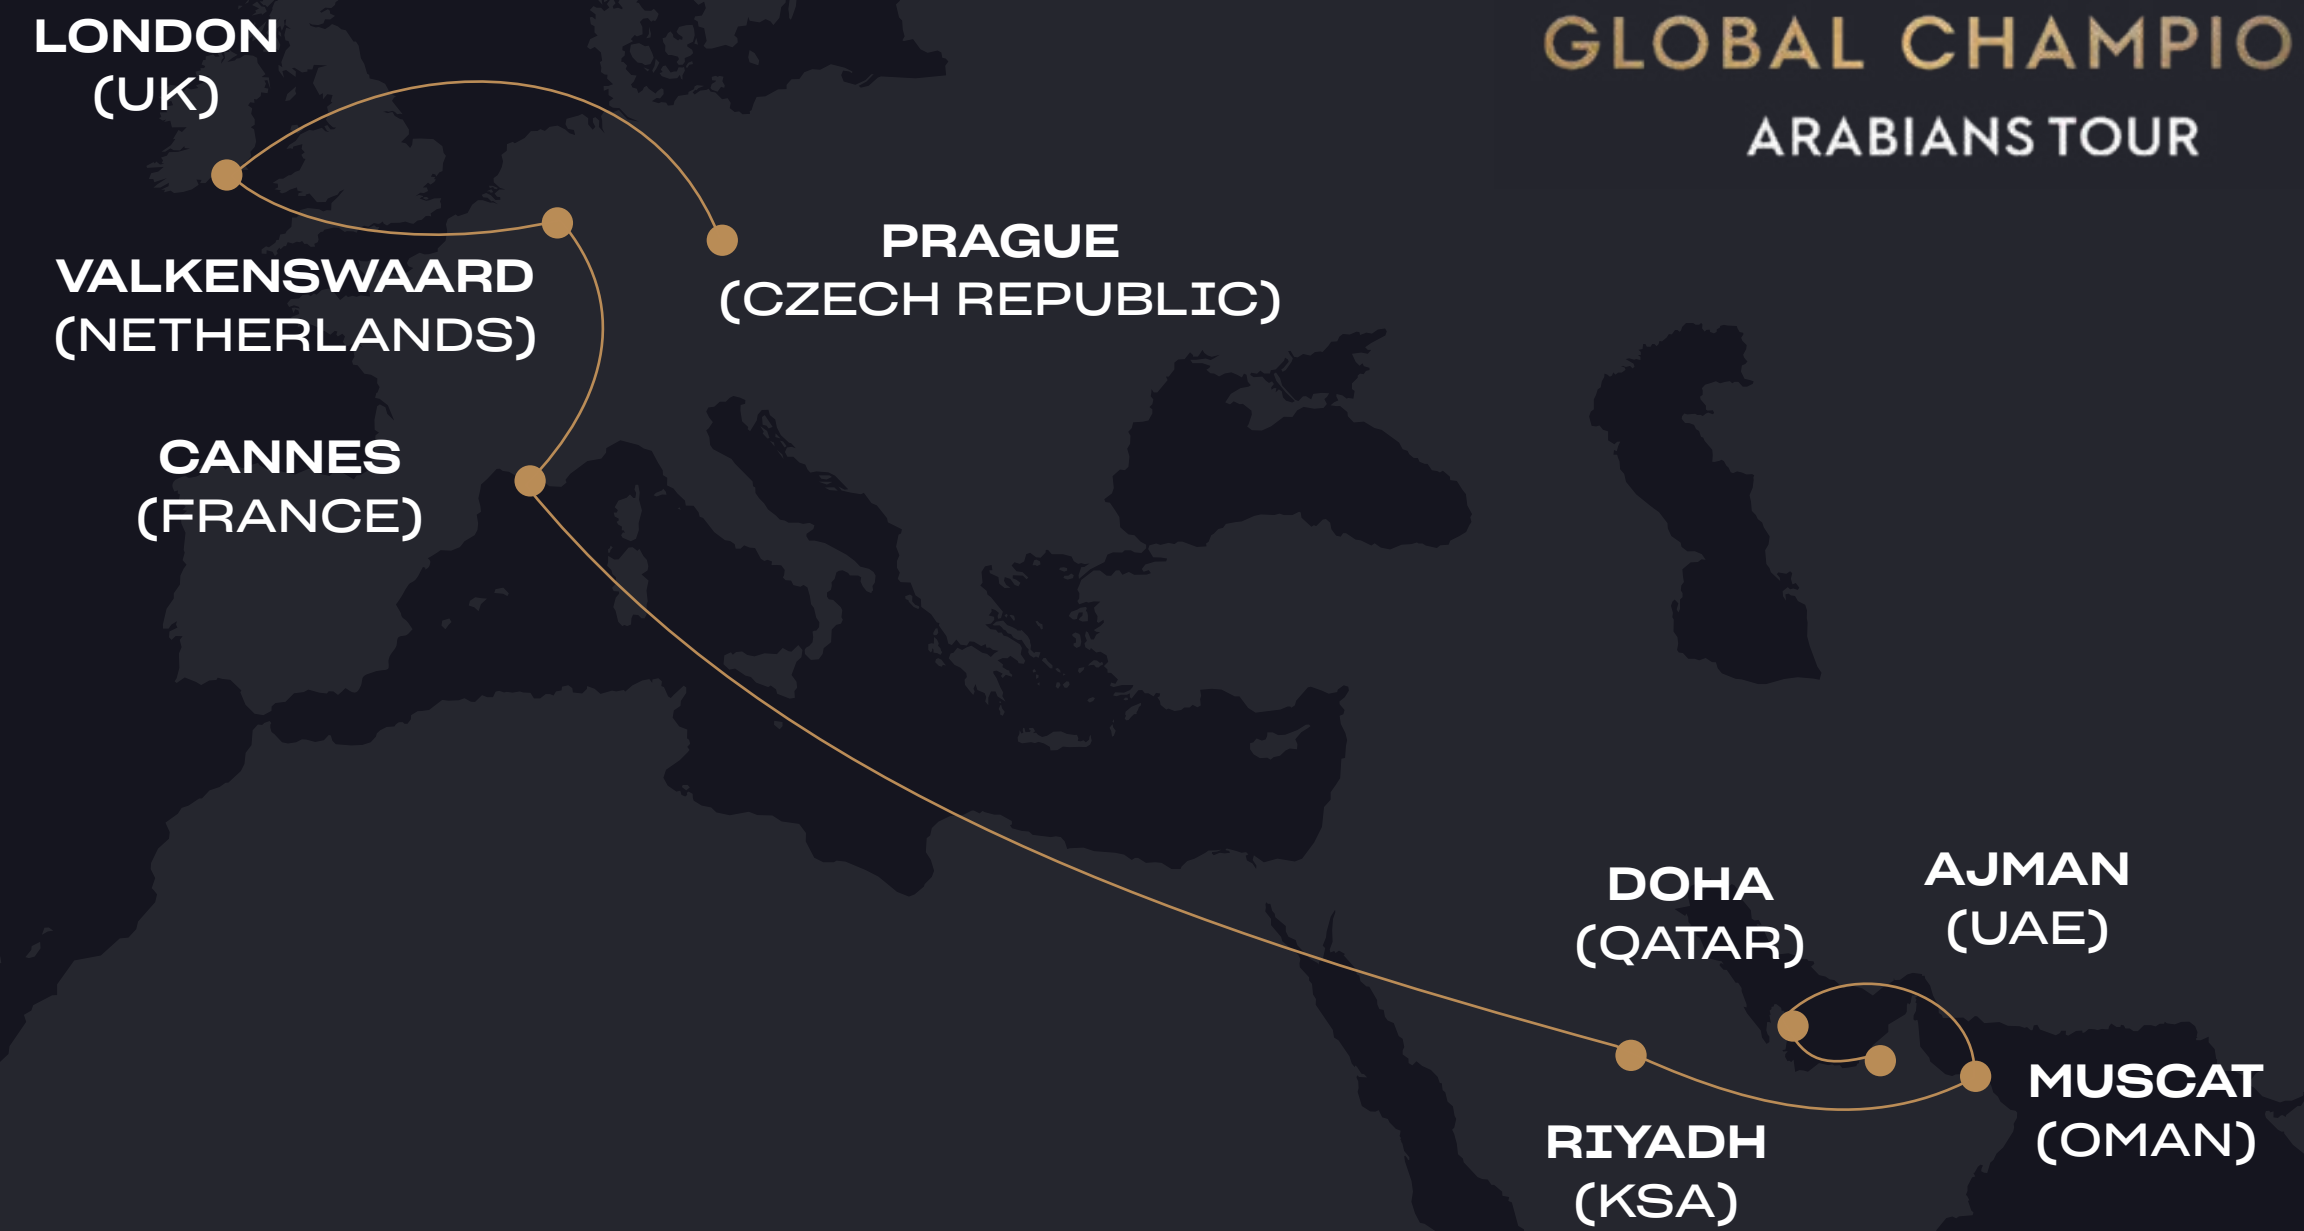 LONDON
(UK)
GLOBAL CHAMPIO
ARABIANS TOUR
PRAGUE
(CZECH REPUBLIC)
VALKENSWAARD
(NETHERLANDS)
CANNES
(FRANCE)
DOHA
(QATAR)
AJMAN
(UAE)
MUSCAT
(OMAN)
RIYADH
(KSA)